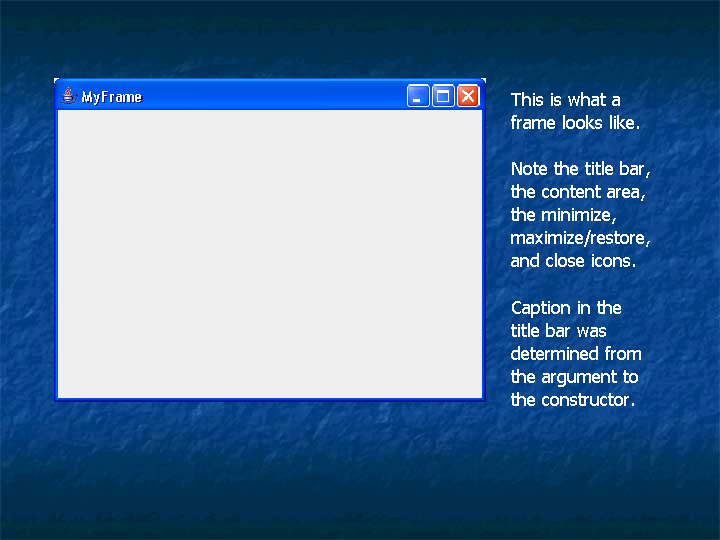 MyFrame
This is what a
frame looks like.
Note the title bar,
the content area,
the minimize,
maximize/restore,
and close icons.
Caption in the
title bar was
determined from
the argument to
the constructor.